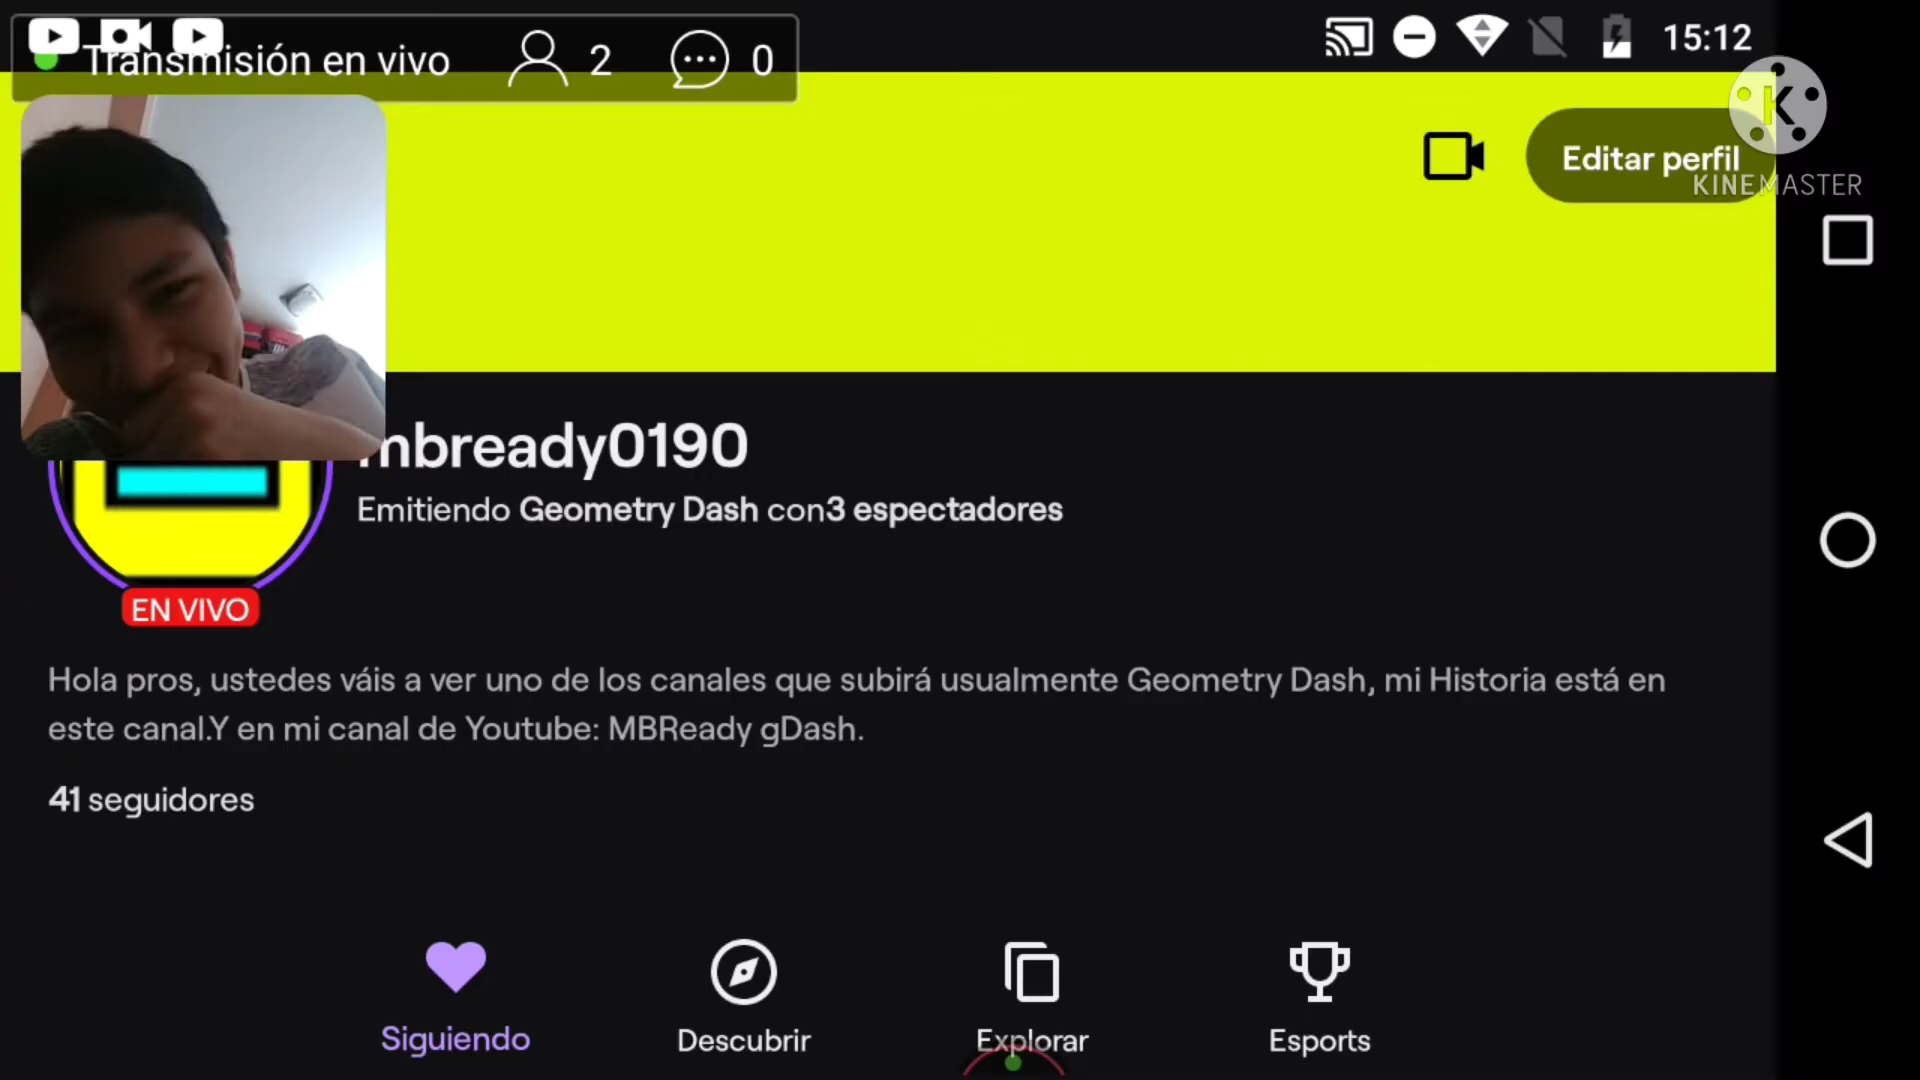 Transmisión en vivo
2
0
15:12
Editar perfil
KINEMASTER
mbready0190
Emitiendo Geometry Dash con3 espectadores
EN VIVO
Hola pros, ustedes váis a ver uno de los canales que subirá usualmente Geometry Dash, mi Historia está en
este canal.Y en mi canal de Youtube: MBReady gDash.
41 seguidores
Siguiendo
Descubrir
Explorar
Esports